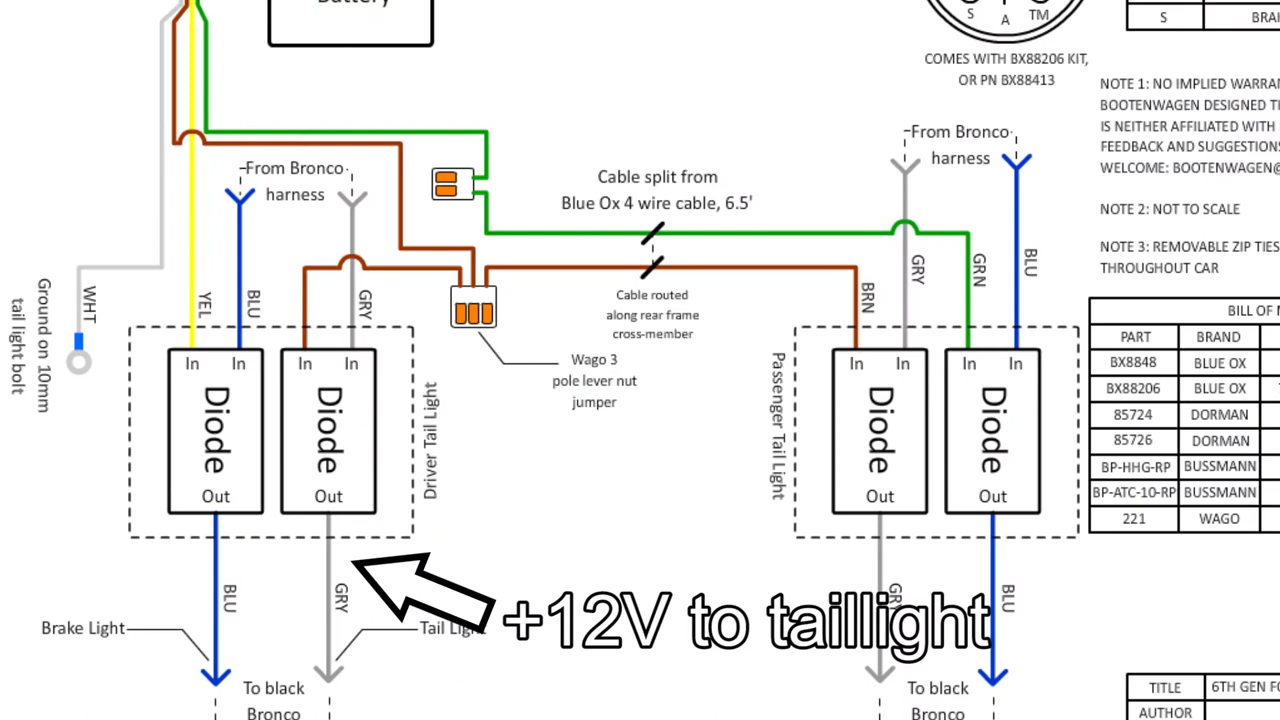 Battery
S
A
TM
COMES WITH BX88206 KIT,
OR PN BX88413
S
BRAI
NOTE 1: NO IMPLIED WARRAN
BOOTENWAGEN DESIGNED TH
IS NEITHER AFFILIATED WITH
FEEDBACK AND SUGGESTIONS
WELCOME: BOOTENWAGEN@
NOTE 2: NOT TO SCALE
NOTE 3: REMOVABLE ZIP TIES
THROUGHOUT CAR
From Bronco
harness
From Bronco
harness
Cable split from
Blue Ox 4 wire cable, 6.5'
Cable routed
along rear frame
cross-member
Wago 3
pole lever nut
jumper
Ground on 10mm
tail light bolt
WHT
YEL
BLU
GRY
BRN
GRY
GRN
BLU
In
In
Diode
Out
In
In
Diode
Out
Driver Tail Light
Passenger Tail Light
In
In
Diode
Out
In
In
Diode
Out
BILL OF M
PART
BRAND
BX8848
BLUE OX
BX88206
BLUE OX
85724
DORMAN
85726
DORMAN
BP-HHG-RP
BUSSMANN
BP-ATC-10-RP
BUSSMANN
221
WAGO
BLU
GRY
GRY
BLU
Brake Light
Tail Light
+12V to taillight
To black
Bronco
To black
Bronco
TITLE
6TH GEN FO
AUTHOR